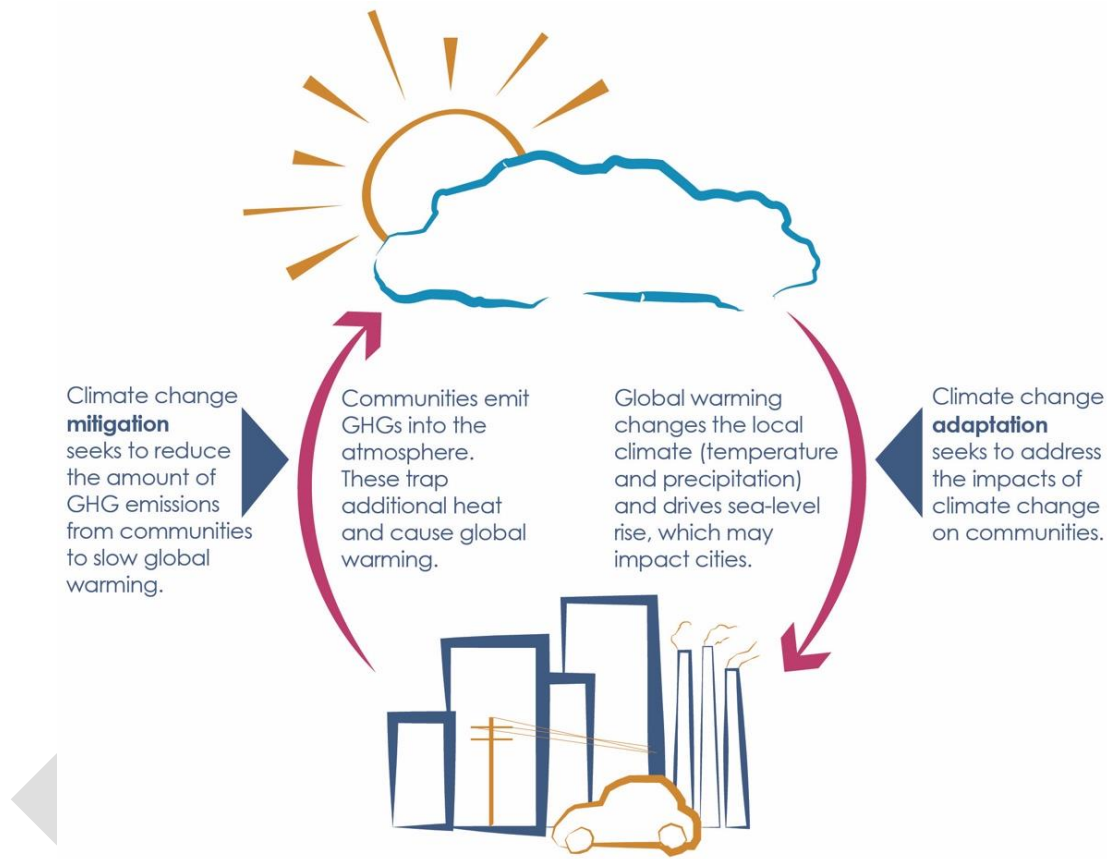 Climate change
mitigation
seeks to reduce
the amount of
GHG emissions
from communities
to slow global
warming.
Communities emit
GHGs into the
atmosphere.
These trap
additional heat
and cause global
warming.
Global warming
changes the local
climate (temperature
and precipitation)
and drives sea-level
rise, which may
impact cities.
Climate change
adaptation
seeks to address
the impacts of
climate change
on communities.